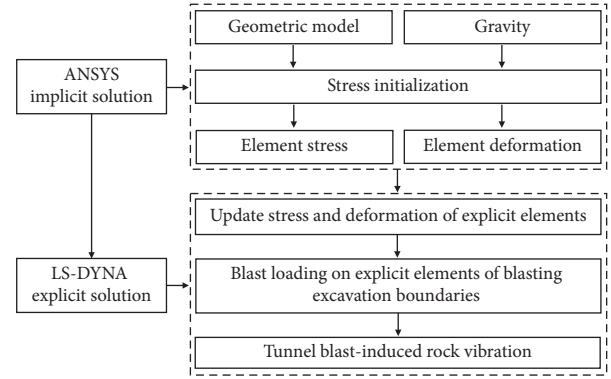 Geometric model
Gravity
ANSYS
implicit solution
Stress initialization
Element stress
Element deformation
Update stress and deformation of explicit elements
LS-DYNA
explicit solution
Blast loading on explicit elements of blasting
excavation boundaries
Tunnel blast-induced rock vibration